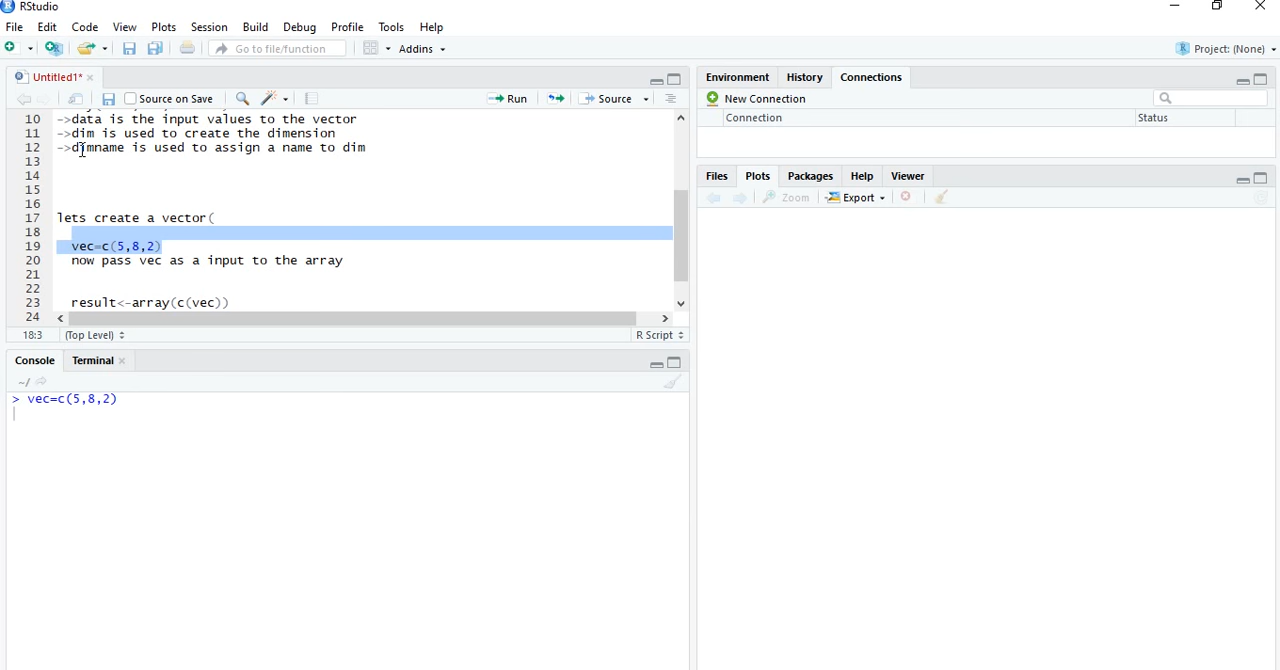 RStudio
File Edit Code View Plots Session Build Debug Profile Tools Help
Go to file/function Addins Project: (None)
Untitled1*
Source on Save Run Source
10 ->data is the input values to the vector
11 ->dim is used to create the dimension
12 ->dimname is used to assign a name to dim
13
14
15
16
17 lets create a vector(
18
19 vec=c(5,8,2)
20 now pass vec as a input to the array
21
22
23 result<-array(c(vec))
24
18:3 (Top Level) R Script
Console Terminal
~/
> vec=c(5,8,2)
Environment History Connections
New Connection
Connection Status
Files Plots Packages Help Viewer
Zoom Export